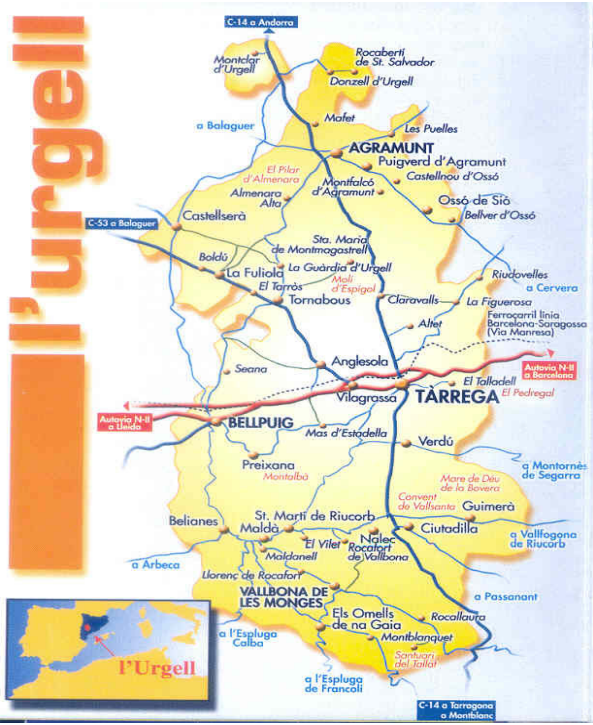 l'urgell
C-14 a Andorra
Montclar
d'Urgell
Rocabertí
de St. Salvador
Donzell d'Urgell
a Balaguer
Mafet
Les Puelles
AGRAMUNT
Puigverd d'Agramunt
El Pilar
d'Almenara
Castellnou d'Ossó
Montfalcó
d'Agramunt
Almenara
Alta
Ossó de Sió
Bellver d'Ossó
C-53 a Balaguer
Castellserà
Sta. Maria
de Montmagastrell
Boldú
La Fuliola
La Guàrdia d'Urgell
Molí
d'Espígol
Riudovelles
a Cervera
El Tarròs
Tornabous
Claravalls
La Figuerosa
Ferrocarril línia
Barcelona-Saragossa
(Via Manresa)
Altet
Seana
Anglesola
Autovia N-II
a Barcelona
El Talladell
El Pedregal
Vilagrassa
TÀRREGA
Autovia N-II
a Lleida
BELLPUIG
Mas d'Estadella
Verdú
Preixana
Montalbà
a Montornès
de Segarra
Mare de Déu
de la Bovera
Convent
de Vallsanta
Guimerà
Belianes
St. Martí de Riucorb
Maldà
Nalec
Ciutadilla
a Vallfogona
de Riucorb
El Vilet
Rocafort
de Vallbona
Maldanell
a Arbeca
Llorenç de Rocafort
VALLBONA DE
LES MONGES
a Passanant
Els Omells
de na Gaia
Rocallaura
Montblanquet
a l'Espluga
Calba
Santuari
del Tallat
l'Urgell
a l'Espluga
de Francolí
C-14 a Tarragona
a Montblanc